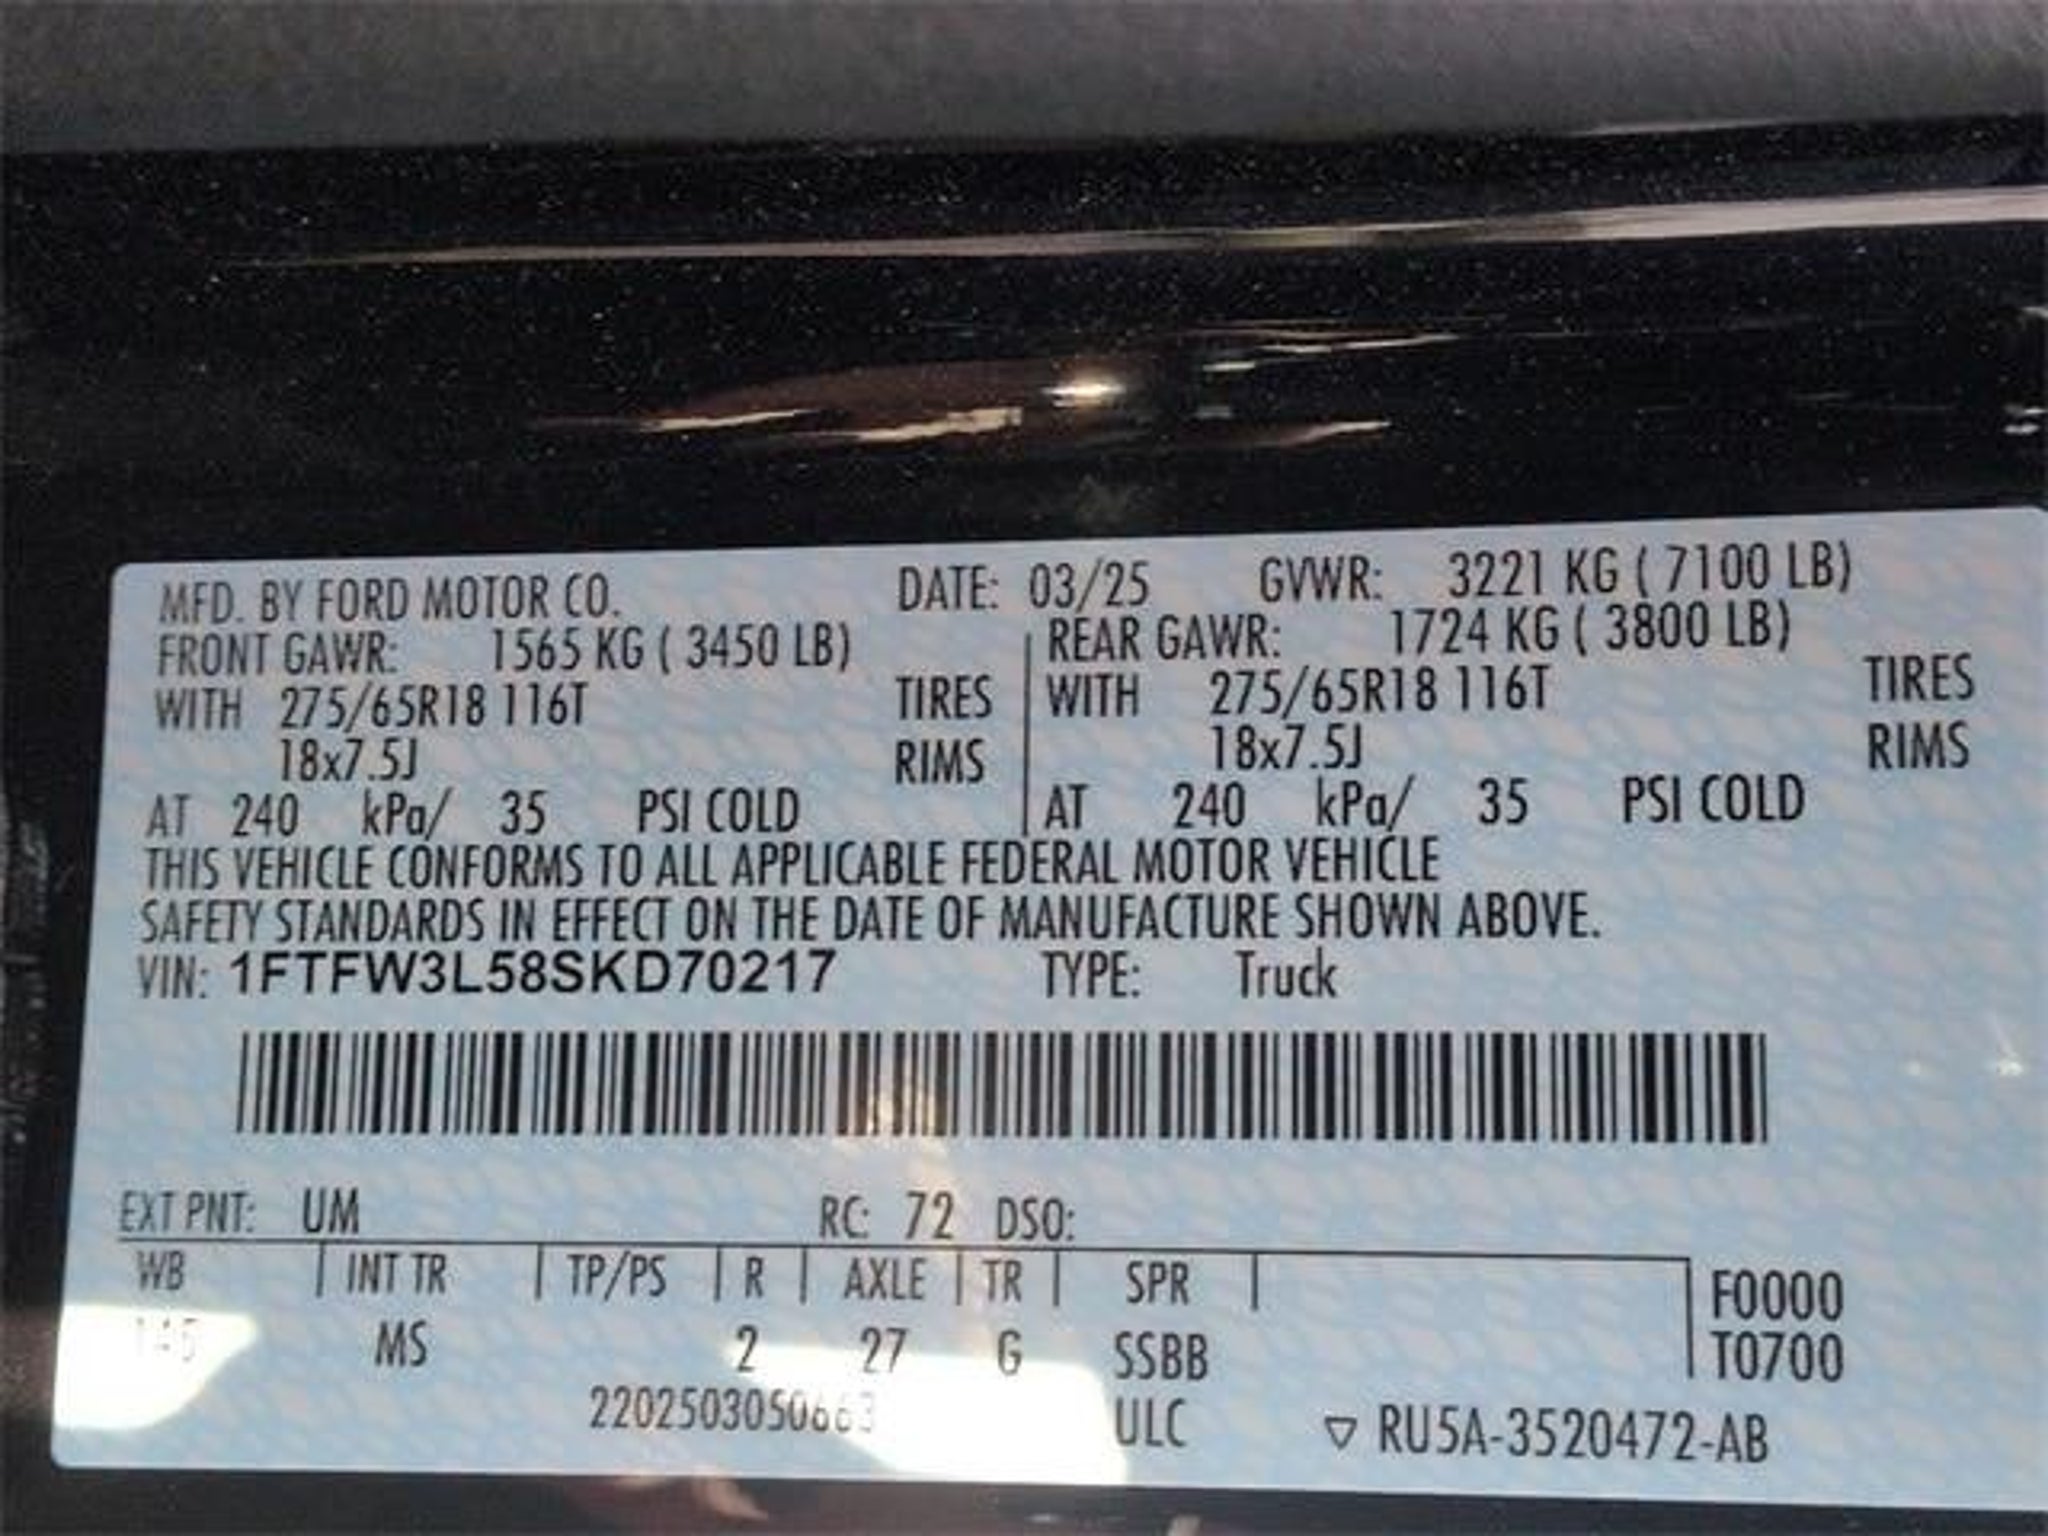 MFD. BY FORD MOTOR CO. DATE: 03/25 GVWR: 3221 KG ( 7100 LB)
FRONT GAWR: 1565 KG ( 3450 LB) REAR GAWR: 1724 KG ( 3800 LB)
WITH 275/65R18 116T TIRES WITH 275/65R18 116T TIRES
18x7.5J RIMS 18x7.5J RIMS
AT 240 kPa/ 35 PSI COLD AT 240 kPa/ 35 PSI COLD
THIS VEHICLE CONFORMS TO ALL APPLICABLE FEDERAL MOTOR VEHICLE
SAFETY STANDARDS IN EFFECT ON THE DATE OF MANUFACTURE SHOWN ABOVE.
VIN: 1FTFW3L58SKD70217 TYPE: Truck
EXT PNT: UM RC: 72 DSO:
WB INT TR TP/PS R AXLE TR SPR F0000
MS 2 27 G SSBB T0700
ULC ▽ RU5A-3520472-AB